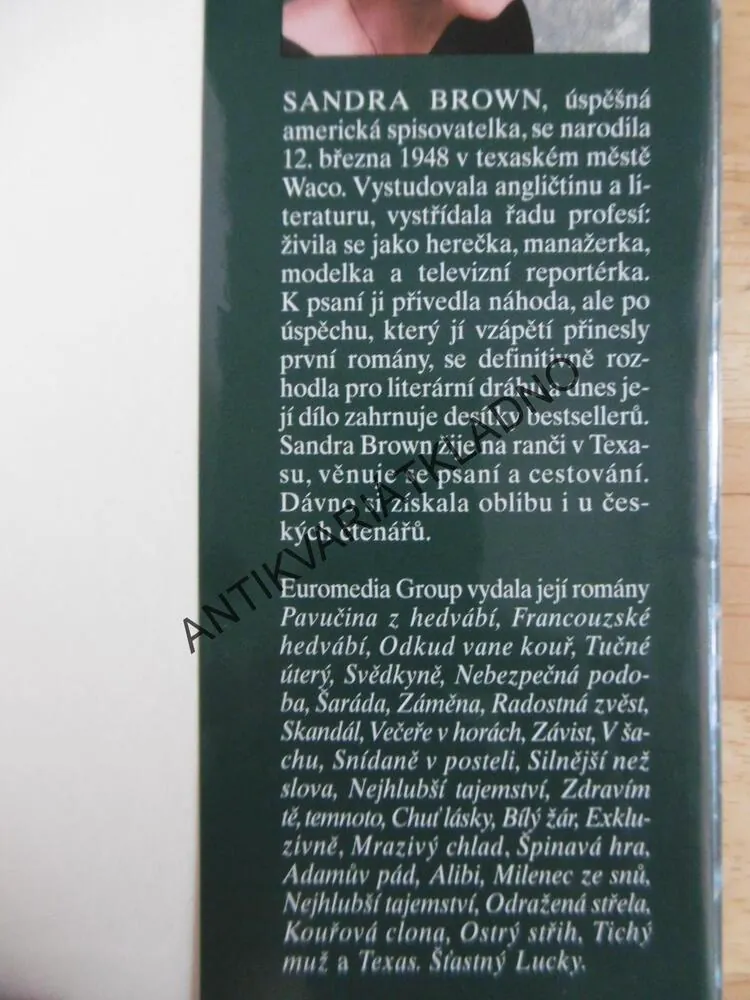 SANDRA BROWN, úspěšná
americká spisovatelka, se narodila
12. března 1948 v texaském městě
Waco. Vystudovala angličtinu a li-
teraturu, vystřídala řadu profesí:
živila se jako herečka, manažerka,
modelka a televizní reportérka.
K psaní ji přivedla náhoda, ale po
úspěchu, který jí vzápětí přinesly
první romány, se definitivně roz-
hodla pro literární dráhu a dnes je-
jí dílo zahrnuje desítky bestsellerů.
Sandra Brown žije na ranči v Texa-
su, věnuje se psaní a cestování.
Dávno si získala oblibu i u čes-
kých čtenářů.
Euromedia Group vydala její romány
Pavučina z hedvábí, Francouzské
hedvábí, Odkud vane kouř, Tučné
úterý, Svědkyně, Nebezpečná podo-
ba, Šaráda, Záměna, Radostná zvěst,
Skandál, Večeře v horách, Závist, V ša-
chu, Snídaně v posteli, Silnější než
slova, Nejhlubší tajemství, Zdravím
tě, temnoto, Chuť lásky, Bílý žár, Exklu-
zivně, Mrazivý chlad, Špinavá hra,
Adamův pád, Alibi, Milenec ze snů,
Nejhlubší tajemství, Odražená střela,
Kouřová clona, Ostrý střih, Tichý
muž a Texas. Šťastný Lucky.
ANTIKVARIÁTKLADNO